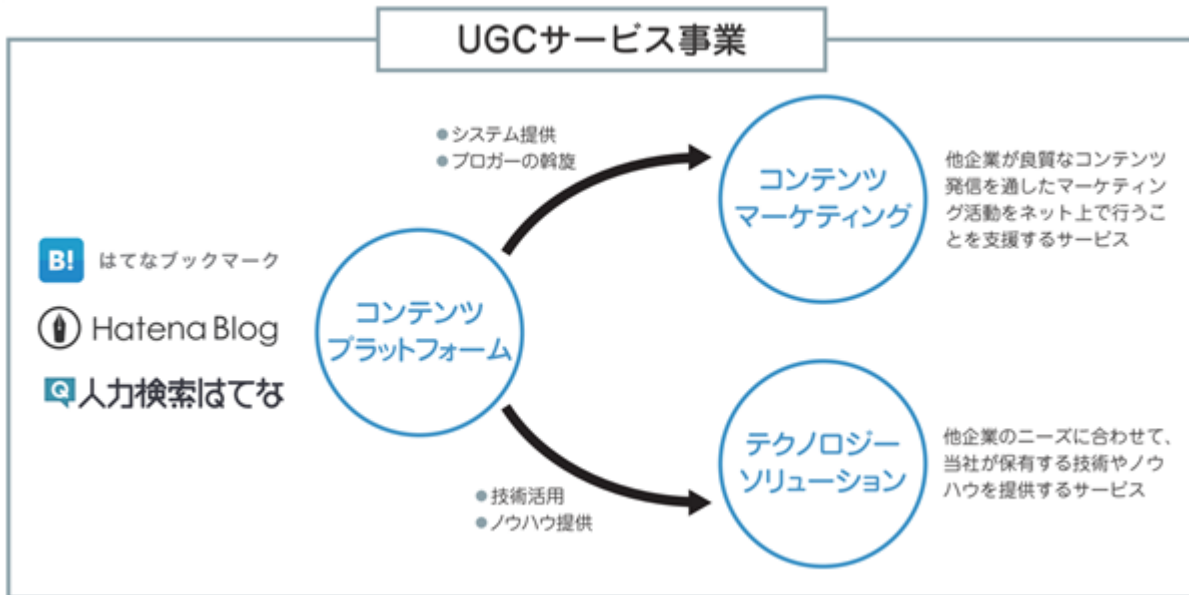 UGCサービス事業
●システム提供
●ブロガーの斡旋
コンテンツ
マーケティング
他企業が良質なコンテンツ
発信を通したマーケティン
グ活動をネット上で行うこ
とを支援するサービス
B! はてなブックマーク
Hatena Blog
Q人力検索はてな
コンテンツ
プラットフォーム
●技術活用
●ノウハウ提供
テクノロジー
ソリューション
他企業のニーズに合わせて、
当社が保有する技術やノウ
ハウを提供するサービス